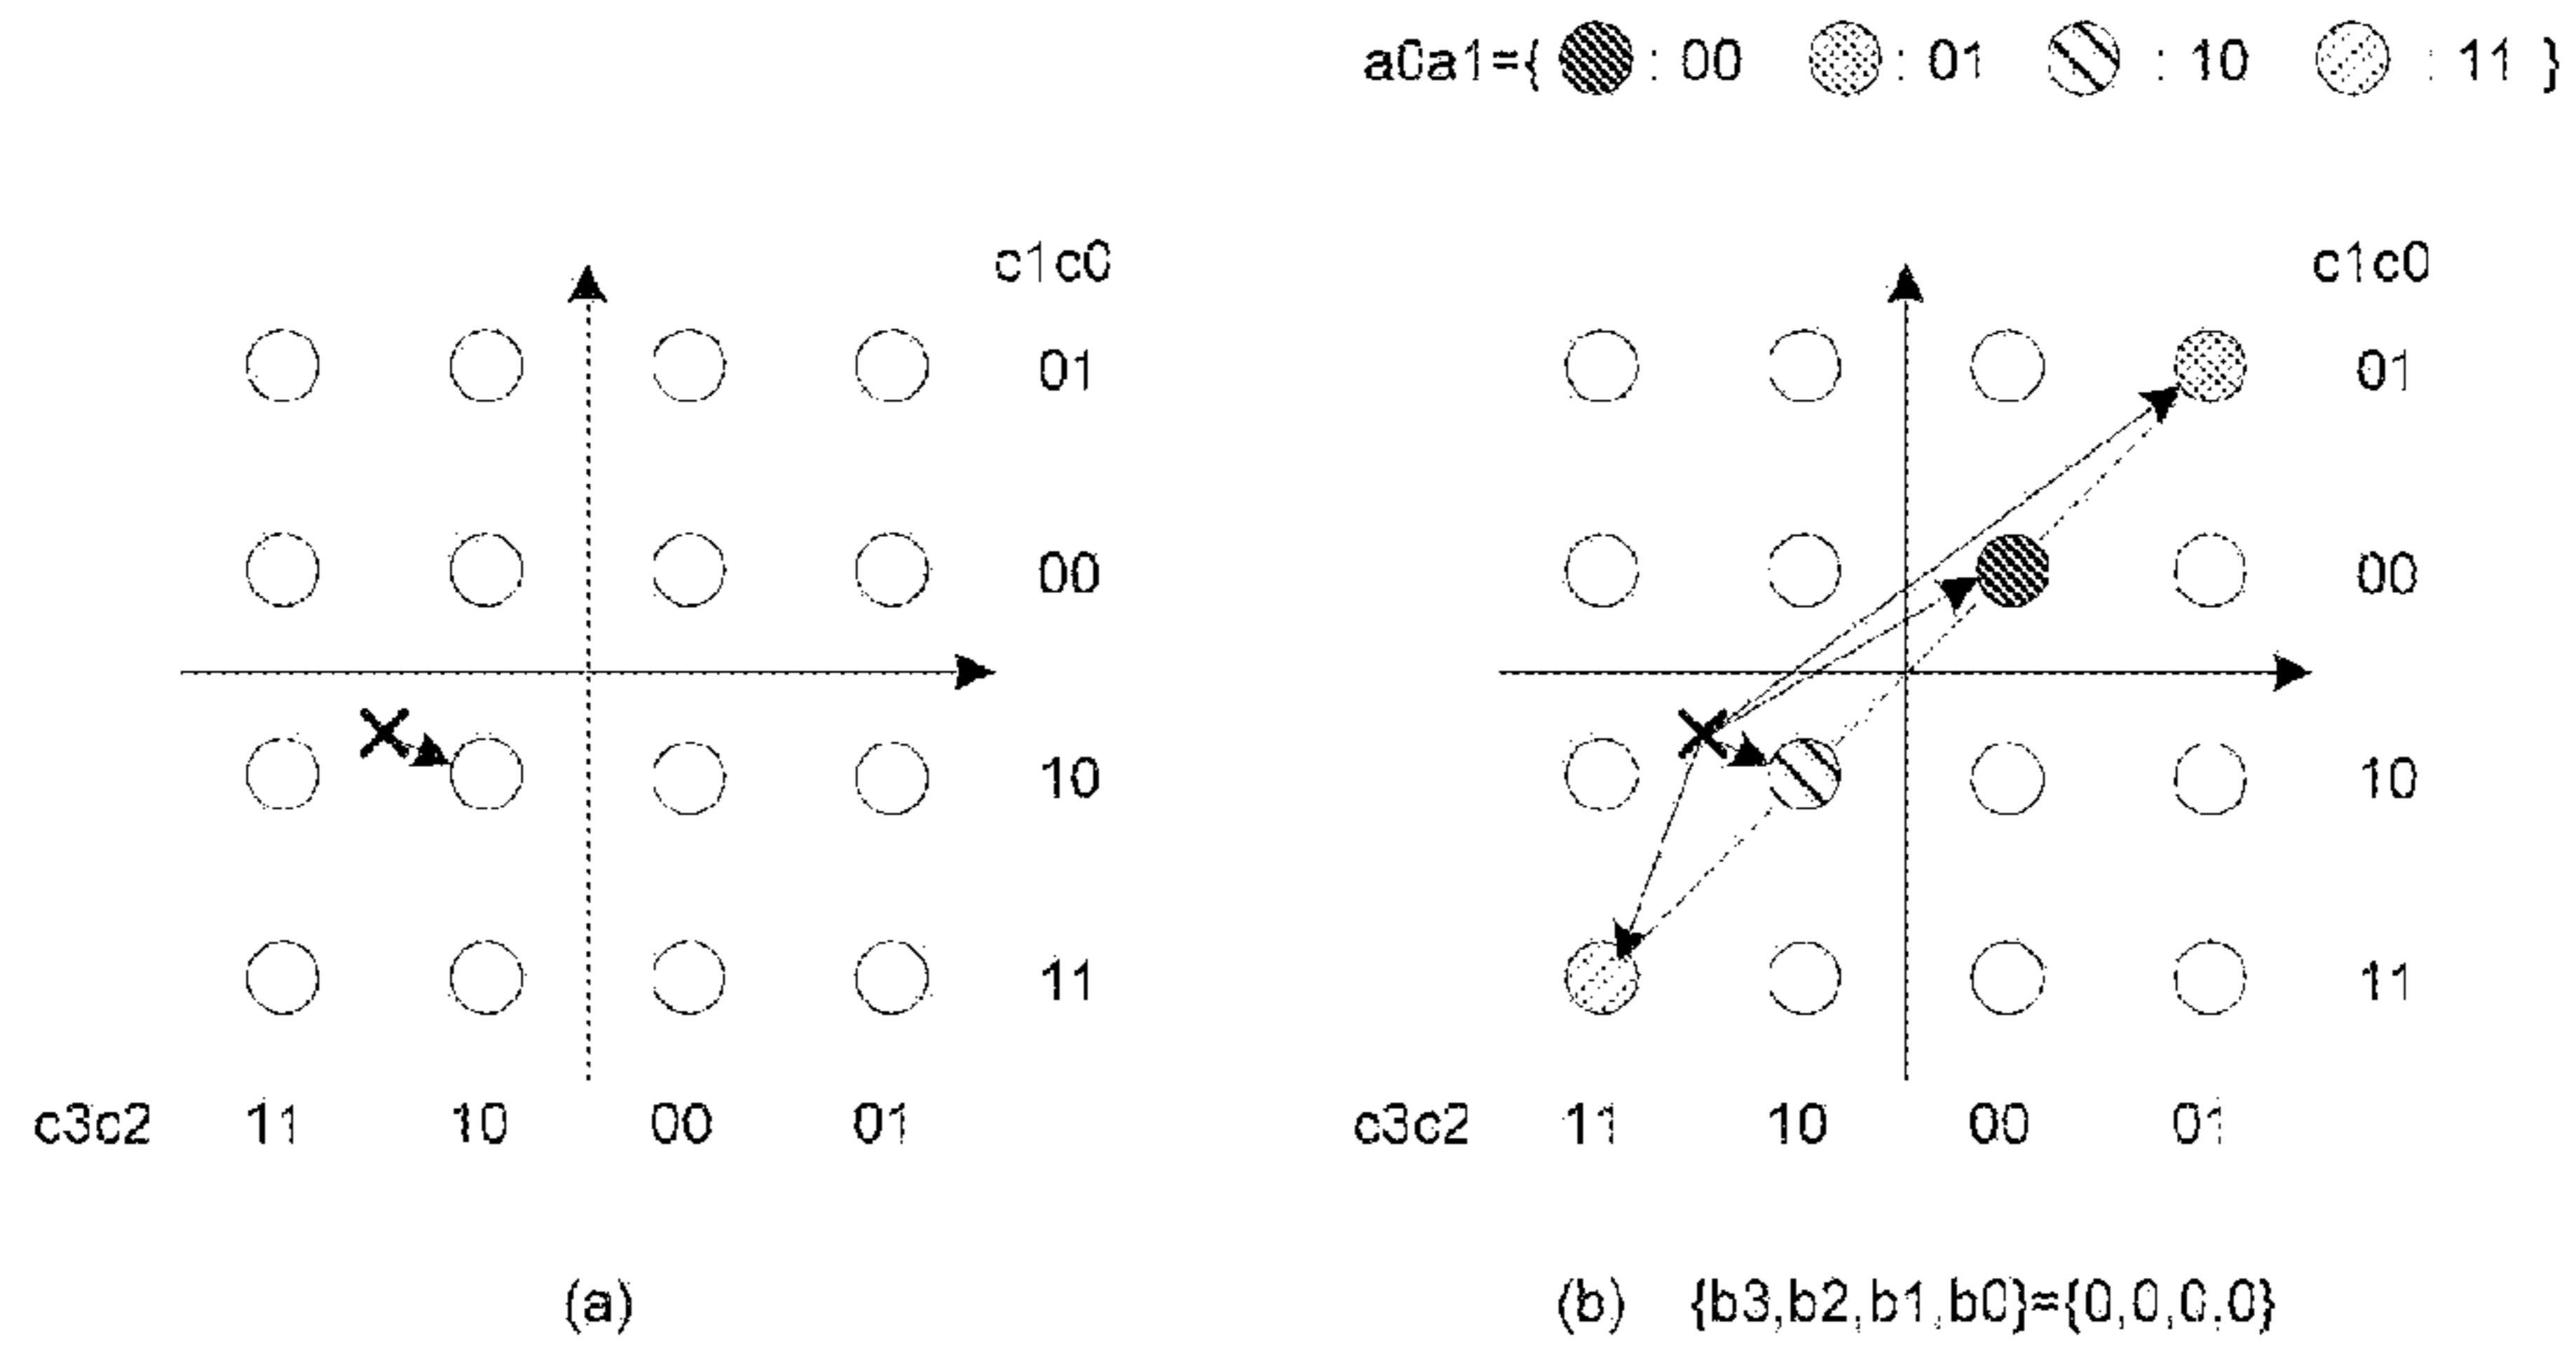 a0a1={ : 00 : 01 : 10 : 11 }
c1c0 c1c0
01 01
00 00
10 10
11 11
c3c2 11 10 00 01 c3c2 11 10 00 01
(a) (b) {b3,b2,b1,b0}={0,0,0,0}